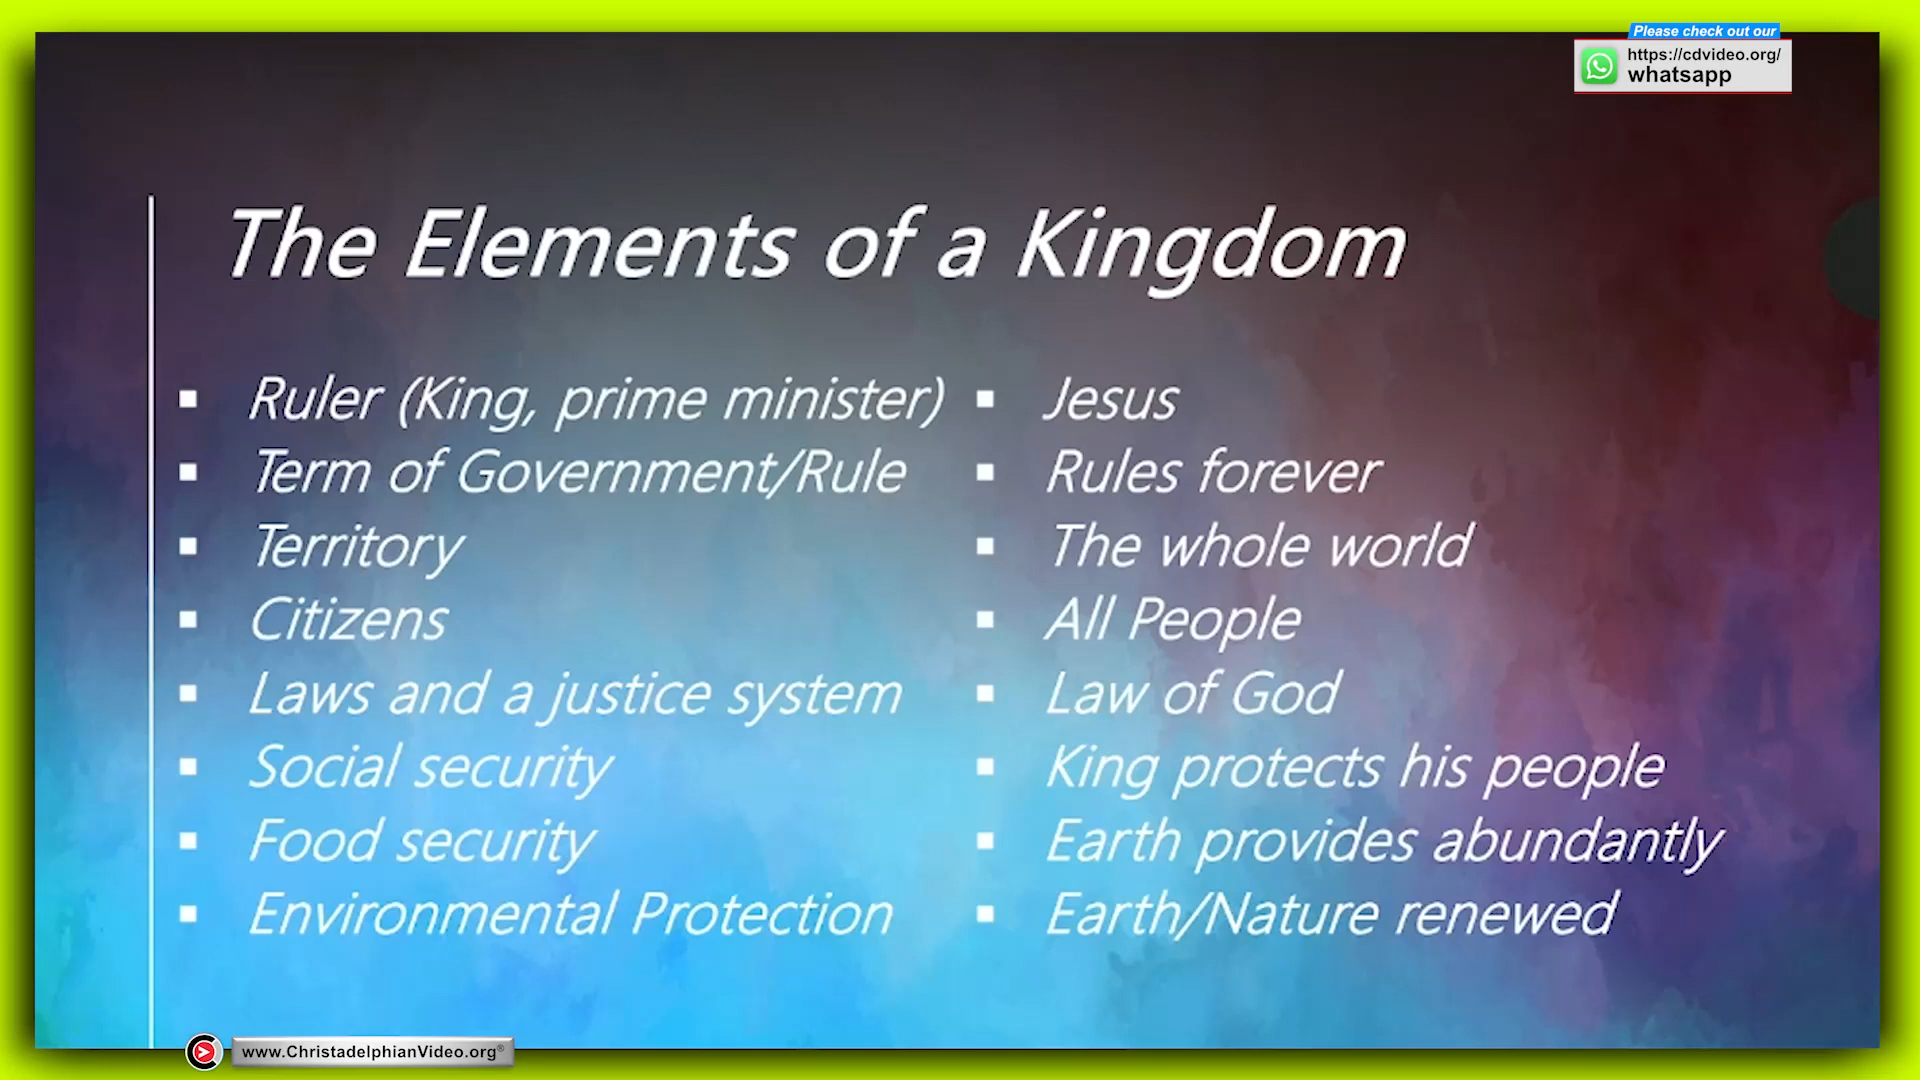 Please check out our
https://cdvideo.org/
whatsapp
The Elements of a Kingdom
▪ Ruler (King, prime minister)
▪ Term of Government/Rule
▪ Territory
▪ Citizens
▪ Laws and a justice system
▪ Social security
▪ Food security
▪ Environmental Protection
▪ Jesus
▪ Rules forever
▪ The whole world
▪ All People
▪ Law of God
▪ King protects his people
▪ Earth provides abundantly
▪ Earth/Nature renewed
www.ChristadelphianVideo.org®